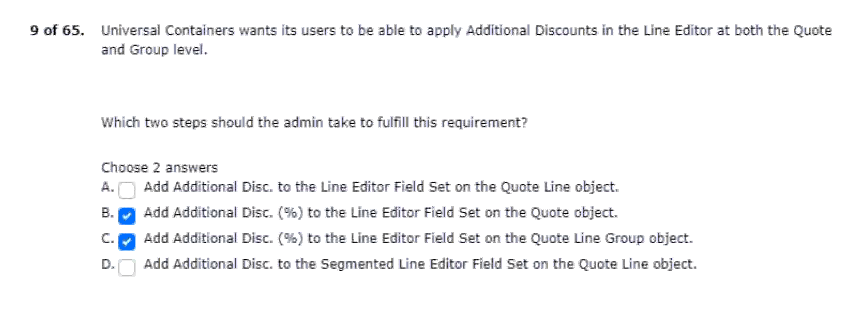 9 of 65. Universal Containers wants its users to be able to apply Additional Discounts in the Line Editor at both the Quote
and Group level.
Which two steps should the admin take to fulfill this requirement?
Choose 2 answers
A. Add Additional Disc. to the Line Editor Field Set on the Quote Line object.
B. Add Additional Disc. (%) to the Line Editor Field Set on the Quote object.
C. Add Additional Disc. (%) to the Line Editor Field Set on the Quote Line Group object.
D. Add Additional Disc. to the Segmented Line Editor Field Set on the Quote Line object.